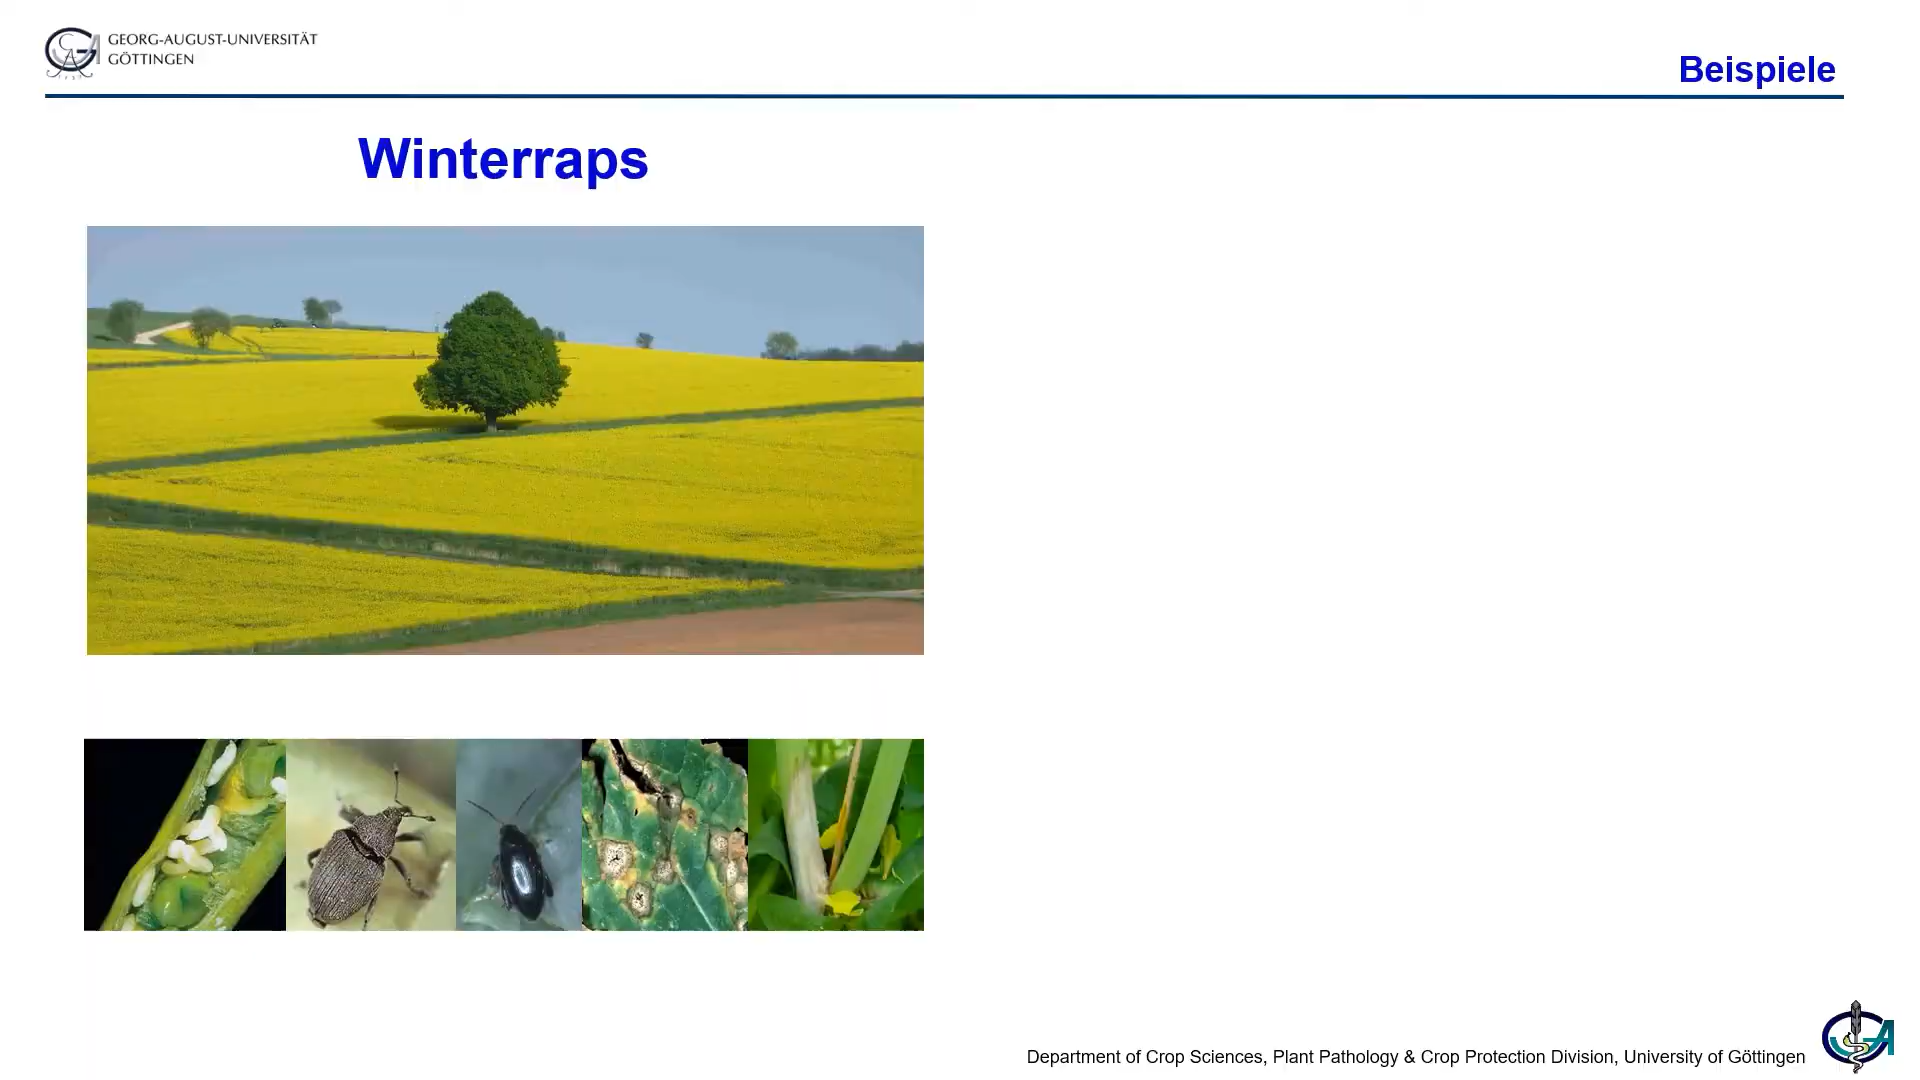 GEORG-AUGUST-UNIVERSITÄT
GÖTTINGEN
Beispiele
Winterraps
Department of Crop Sciences, Plant Pathology & Crop Protection Division, University of Göttingen